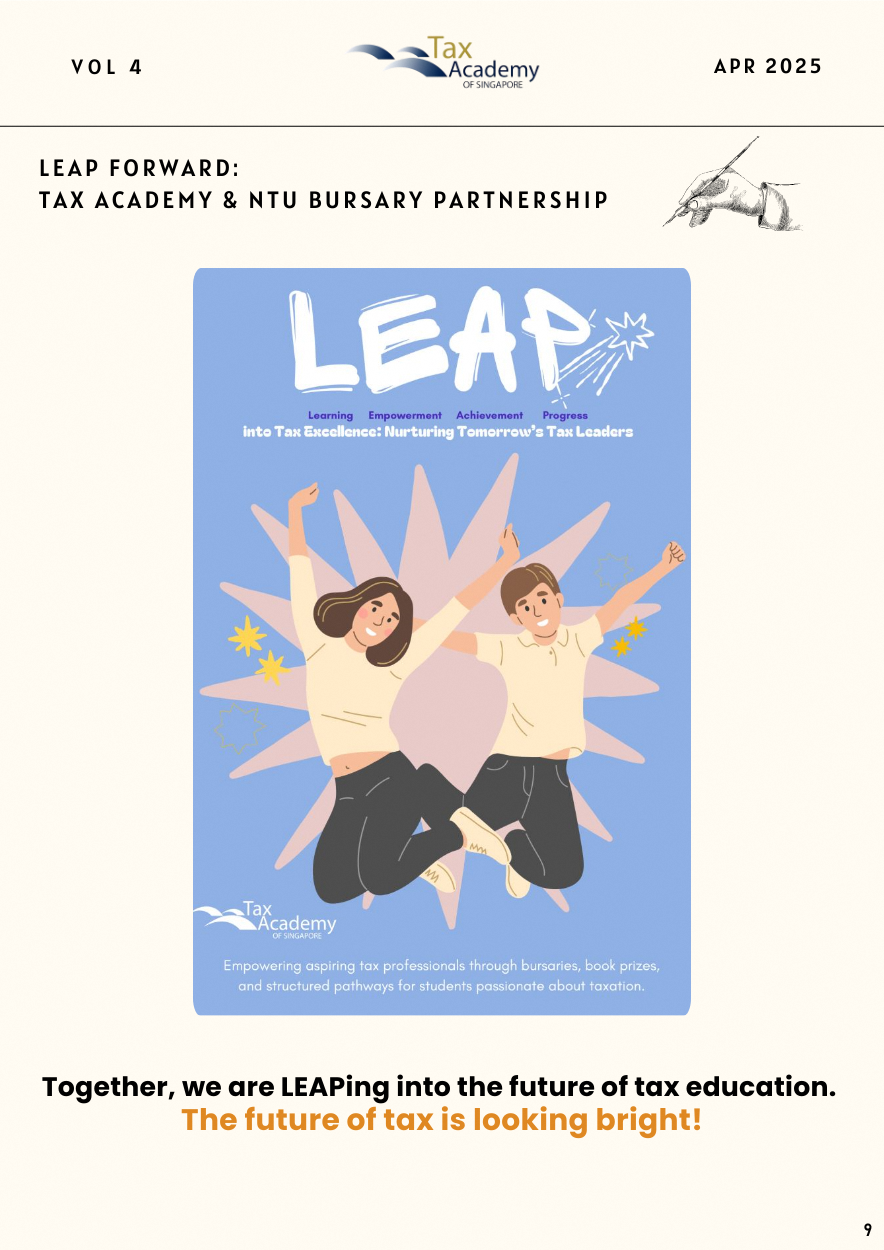 VOL 4
Tax
Academy
OF SINGAPORE
APR 2025
LEAP FORWARD:
TAX ACADEMY & NTU BURSARY PARTNERSHIP
LEAP
Learning Empowerment Achievement Progress
into Tax Excellence: Nurturing Tomorrow's Tax Leaders
Tax
Academy
OF SINGAPORE
Empowering aspiring tax professionals through bursaries, book prizes,
and structured pathways for students passionate about taxation.
Together, we are LEAPing into the future of tax education.
The future of tax is looking bright!
9